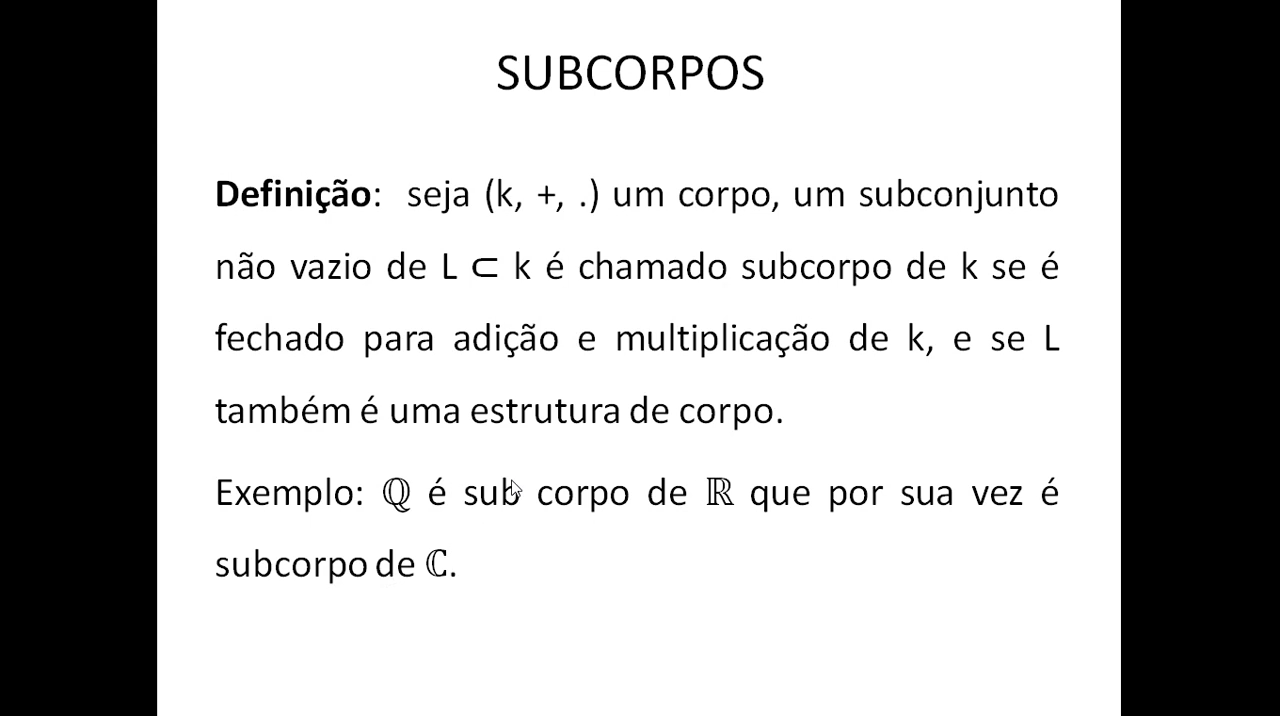 SUBCORPOS
Definição: seja (k, +, .) um corpo, um subconjunto
não vazio de L ⊂ k é chamado subcorpo de k se é
fechado para adição e multiplicação de k, e se L
também é uma estrutura de corpo.
Exemplo: ℚ é sub corpo de ℝ que por sua vez é
subcorpo de ℂ.